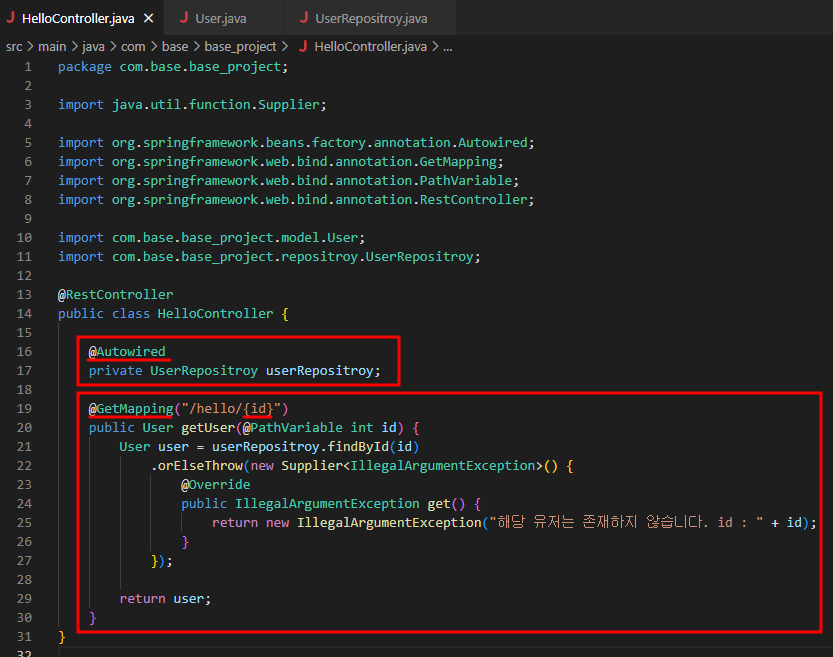 HelloController.java
User.java
UserRepositroy.java
src > main > java > com > base > base_project > HelloController.java > ...
1 package com.base.base_project;
2
3 import java.util.function.Supplier;
4
5 import org.springframework.beans.factory.annotation.Autowired;
6 import org.springframework.web.bind.annotation.GetMapping;
7 import org.springframework.web.bind.annotation.PathVariable;
8 import org.springframework.web.bind.annotation.RestController;
9
10 import com.base.base_project.model.User;
11 import com.base.base_project.repositroy.UserRepositroy;
12
13 @RestController
14 public class HelloController {
15
16 @Autowired
17 private UserRepositroy userRepositroy;
18
19 @GetMapping("/hello/{id}")
20 public User getUser(@PathVariable int id) {
21 User user = userRepositroy.findById(id)
22 .orElseThrow(new Supplier<IllegalArgumentException>() {
23 @Override
24 public IllegalArgumentException get() {
25 return new IllegalArgumentException("해당 유저는 존재하지 않습니다. id : " + id);
26 }
27 });
28
29 return user;
30 }
31 }
32